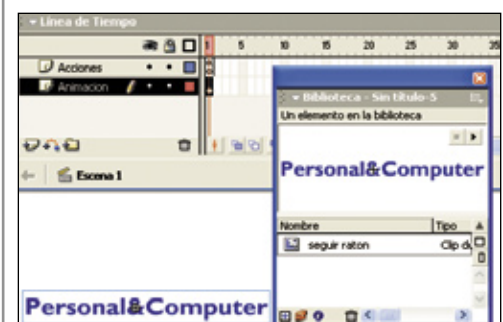 Línea de Tiempo
1 5 10 15 20 25 30 35
Acciones
Animacion
Escena 1
Biblioteca - Sin título-5
Un elemento en la biblioteca
Personal&Computer
Nombre Tipo
seguir raton Clip de
Personal&Computer